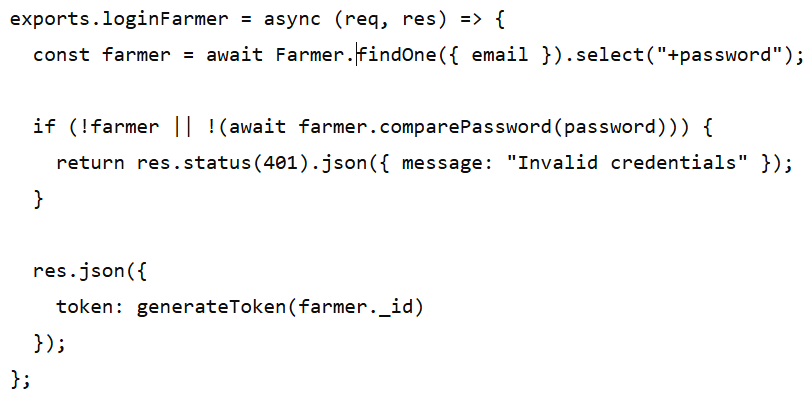 exports.loginFarmer = async (req, res) => {
  const farmer = await Farmer.findOne({ email }).select("+password");
  if (!farmer || !(await farmer.comparePassword(password))) {
    return res.status(401).json({ message: "Invalid credentials" });
  }
  res.json({
    token: generateToken(farmer._id)
  });
};